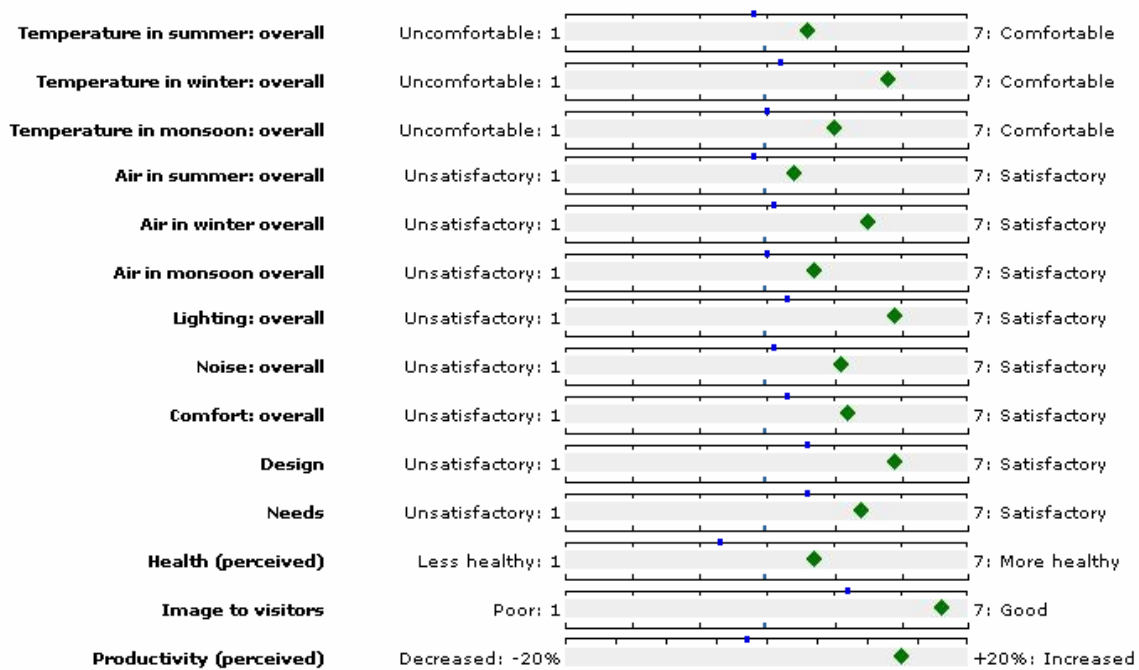 Temperature in summer: overall Uncomfortable: 1 7: Comfortable
Temperature in winter: overall Uncomfortable: 1 7: Comfortable
Temperature in monsoon: overall Uncomfortable: 1 7: Comfortable
Air in summer: overall Unsatisfactory: 1 7: Satisfactory
Air in winter overall Unsatisfactory: 1 7: Satisfactory
Air in monsoon overall Unsatisfactory: 1 7: Satisfactory
Lighting: overall Unsatisfactory: 1 7: Satisfactory
Noise: overall Unsatisfactory: 1 7: Satisfactory
Comfort: overall Unsatisfactory: 1 7: Satisfactory
Design Unsatisfactory: 1 7: Satisfactory
Needs Unsatisfactory: 1 7: Satisfactory
Health (perceived) Less healthy: 1 7: More healthy
Image to visitors Poor: 1 7: Good
Productivity (perceived) Decreased: -20% +20%: Increased